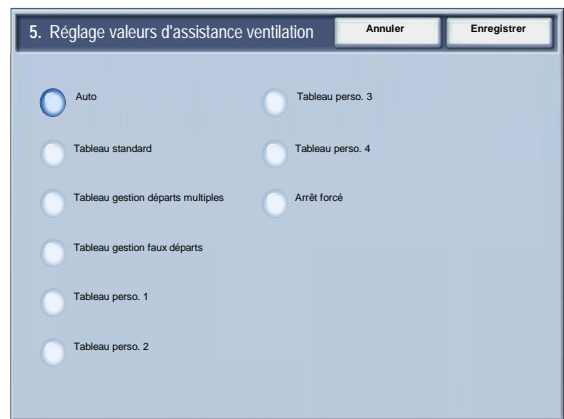 5. Réglage valeurs d'assistance ventilation
Annuler
Enregistrer
Auto
Tableau standard
Tableau gestion départs multiples
Tableau gestion faux départs
Tableau perso. 1
Tableau perso. 2
Tableau perso. 3
Tableau perso. 4
Arrêt forcé